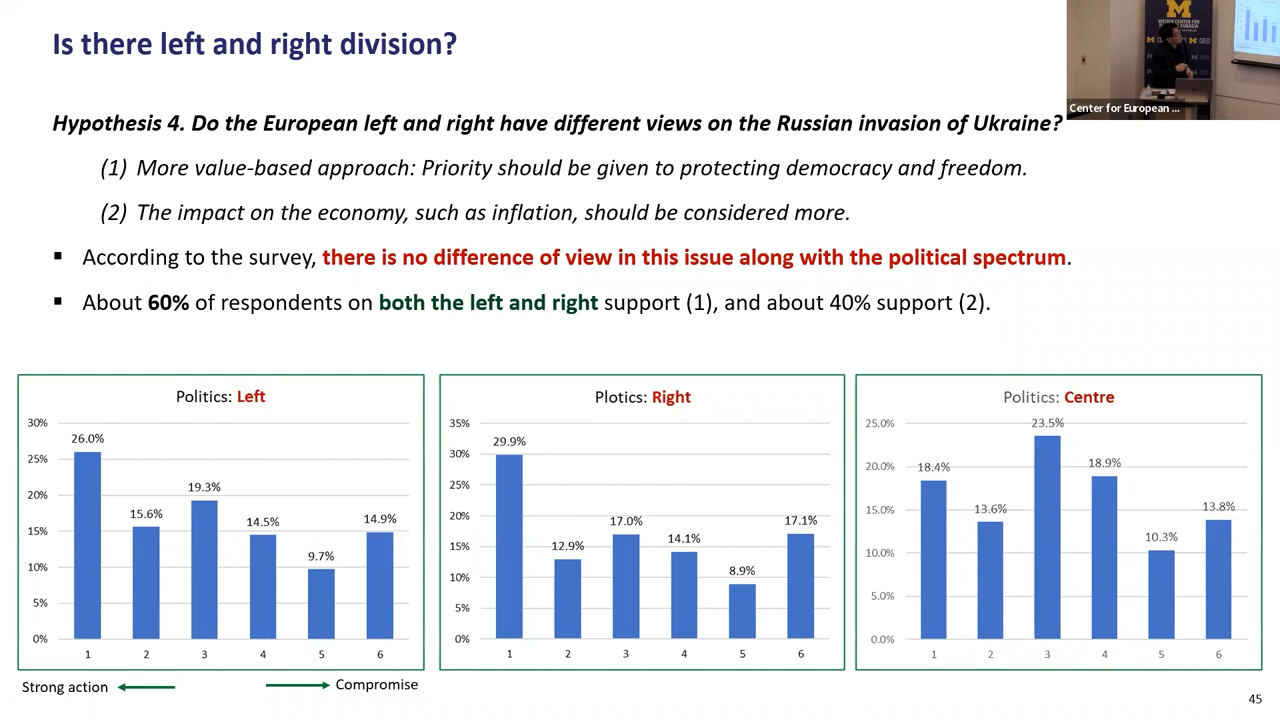 Is there left and right division?
WEISER CENTER FOR
Center for European ...
Hypothesis 4. Do the European left and right have different views on the Russian invasion of Ukraine?
(1) More value-based approach: Priority should be given to protecting democracy and freedom.
(2) The impact on the economy, such as inflation, should be considered more.
▪ According to the survey, there is no difference of view in this issue along with the political spectrum.
▪ About 60% of respondents on both the left and right support (1), and about 40% support (2).
Politics: Left
30%
25%
20%
15%
10%
5%
0%
26.0%
15.6%
19.3%
14.5%
9.7%
14.9%
1 2 3 4 5 6
Plotics: Right
35%
30%
25%
20%
15%
10%
5%
0%
29.9%
12.9%
17.0%
14.1%
8.9%
17.1%
1 2 3 4 5 6
Politics: Centre
25.0%
20.0%
15.0%
10.0%
5.0%
0.0%
18.4%
13.6%
23.5%
18.9%
10.3%
13.8%
1 2 3 4 5 6
Strong action
Compromise
45